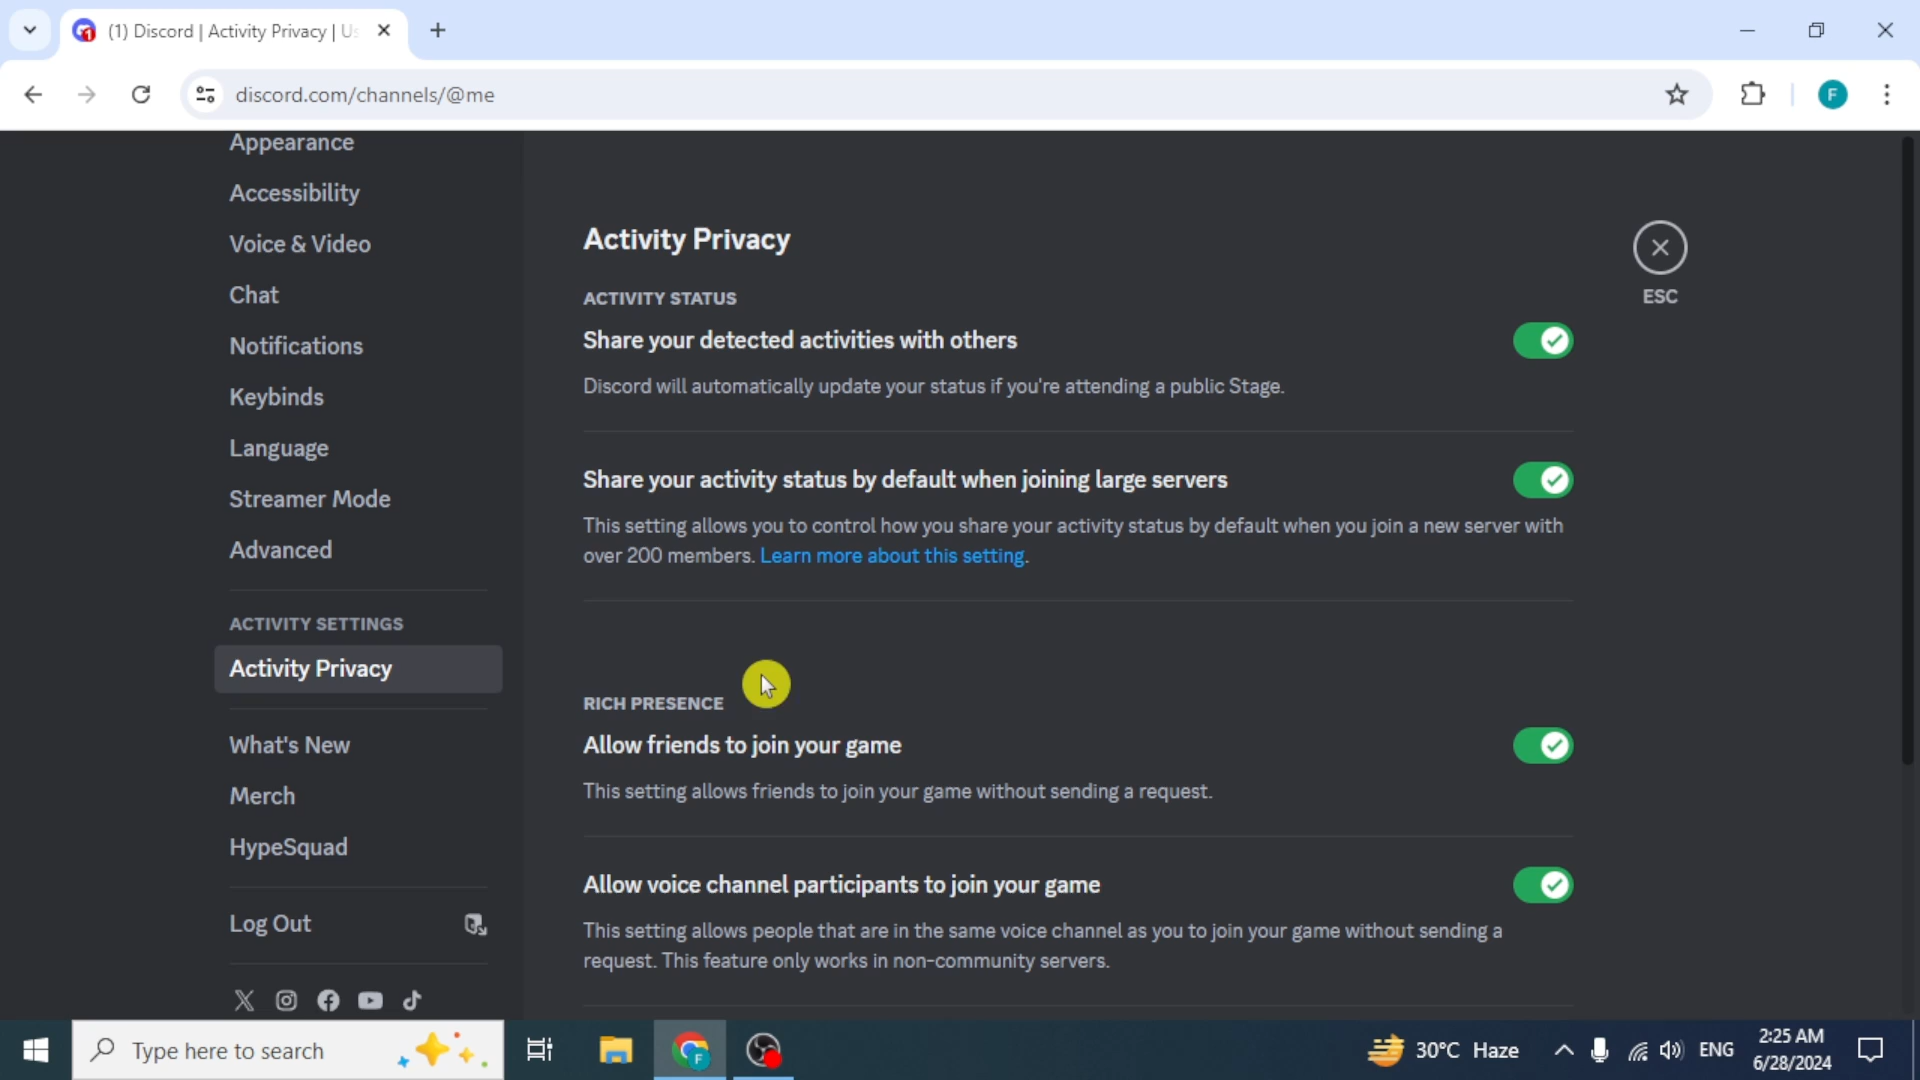 (1) Discord | Activity Privacy | Us
discord.com/channels/@me
F
Appearance
Accessibility
Voice & Video
Chat
Notifications
Keybinds
Language
Streamer Mode
Advanced
ACTIVITY SETTINGS
Activity Privacy
What's New
Merch
HypeSquad
Log Out
Activity Privacy
ESC
ACTIVITY STATUS
Share your detected activities with others
Discord will automatically update your status if you're attending a public Stage.
Share your activity status by default when joining large servers
This setting allows you to control how you share your activity status by default when you join a new server with
over 200 members. Learn more about this setting.
RICH PRESENCE
Allow friends to join your game
This setting allows friends to join your game without sending a request.
Allow voice channel participants to join your game
This setting allows people that are in the same voice channel as you to join your game without sending a
request. This feature only works in non-community servers.
Type here to search
F
30°C Haze
ENG
2:25 AM
6/28/2024